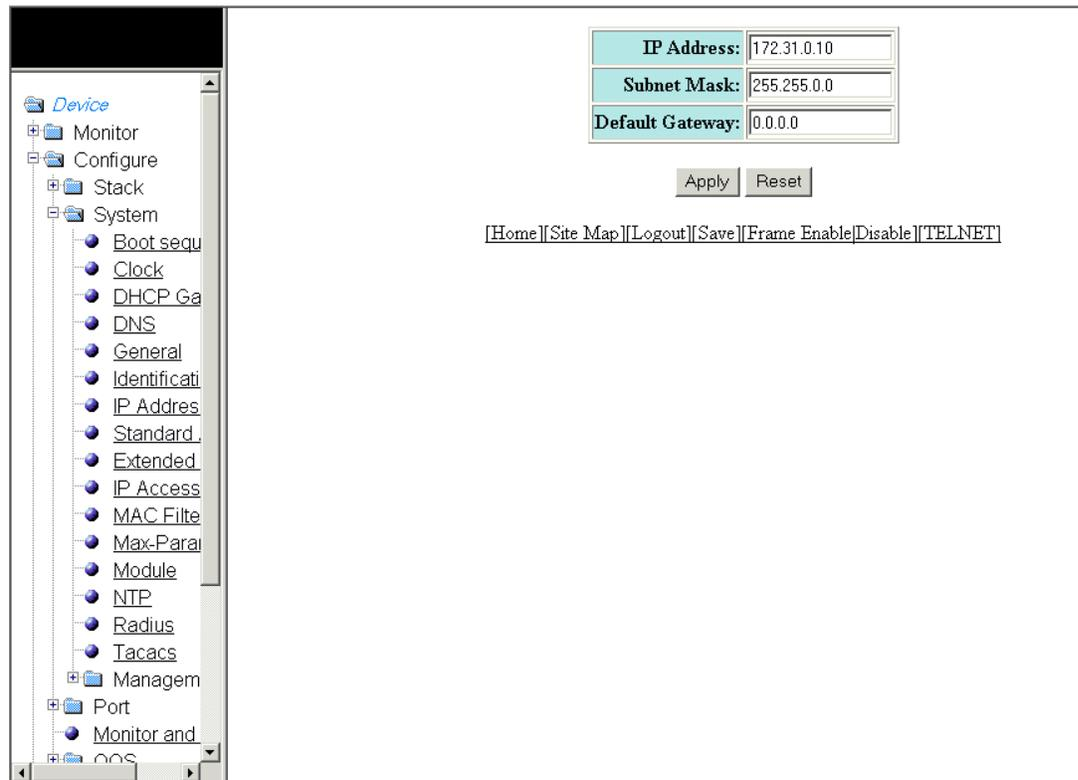 Device
Monitor
Configure
Stack
System
Boot sequ
Clock
DHCP Ga
DNS
General
Identificati
IP Addres
Standard
Extended
IP Access
MAC Filte
Max-Para
Module
NTP
Radius
Tacacs
Managem
Port
Monitor and
QOS
IP Address: 172.31.0.10
Subnet Mask: 255.255.0.0
Default Gateway: 0.0.0.0
Apply Reset
[Home][Site Map][Logout][Save][Frame Enable|Disable][TELNET]